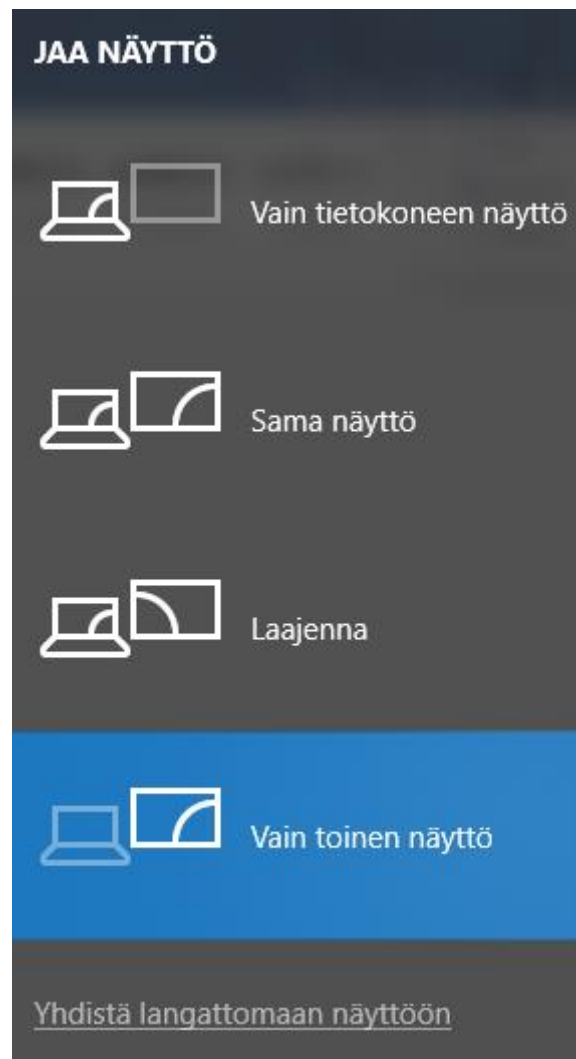 JAA NÄYTTÖ
Vain tietokoneen näyttö
Sama näyttö
Laajenna
Vain toinen näyttö
Yhdistä langattomaan näyttöön